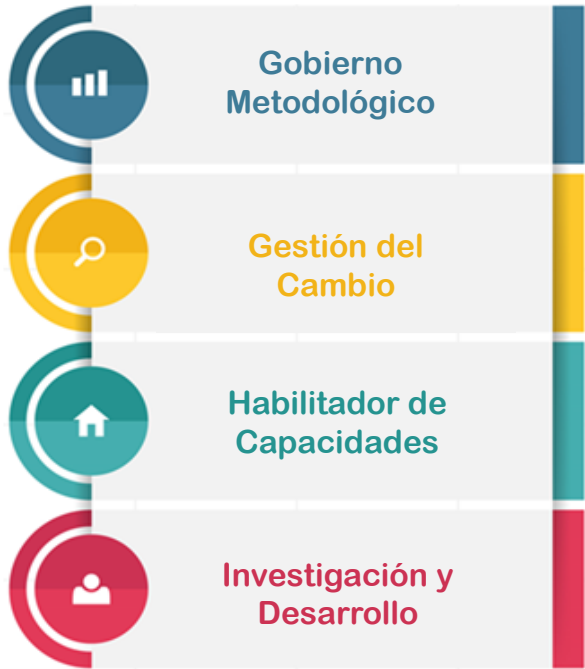 Gobierno
Metodológico
Gestión del
Cambio
Habilitador de
Capacidades
Investigación y
Desarrollo